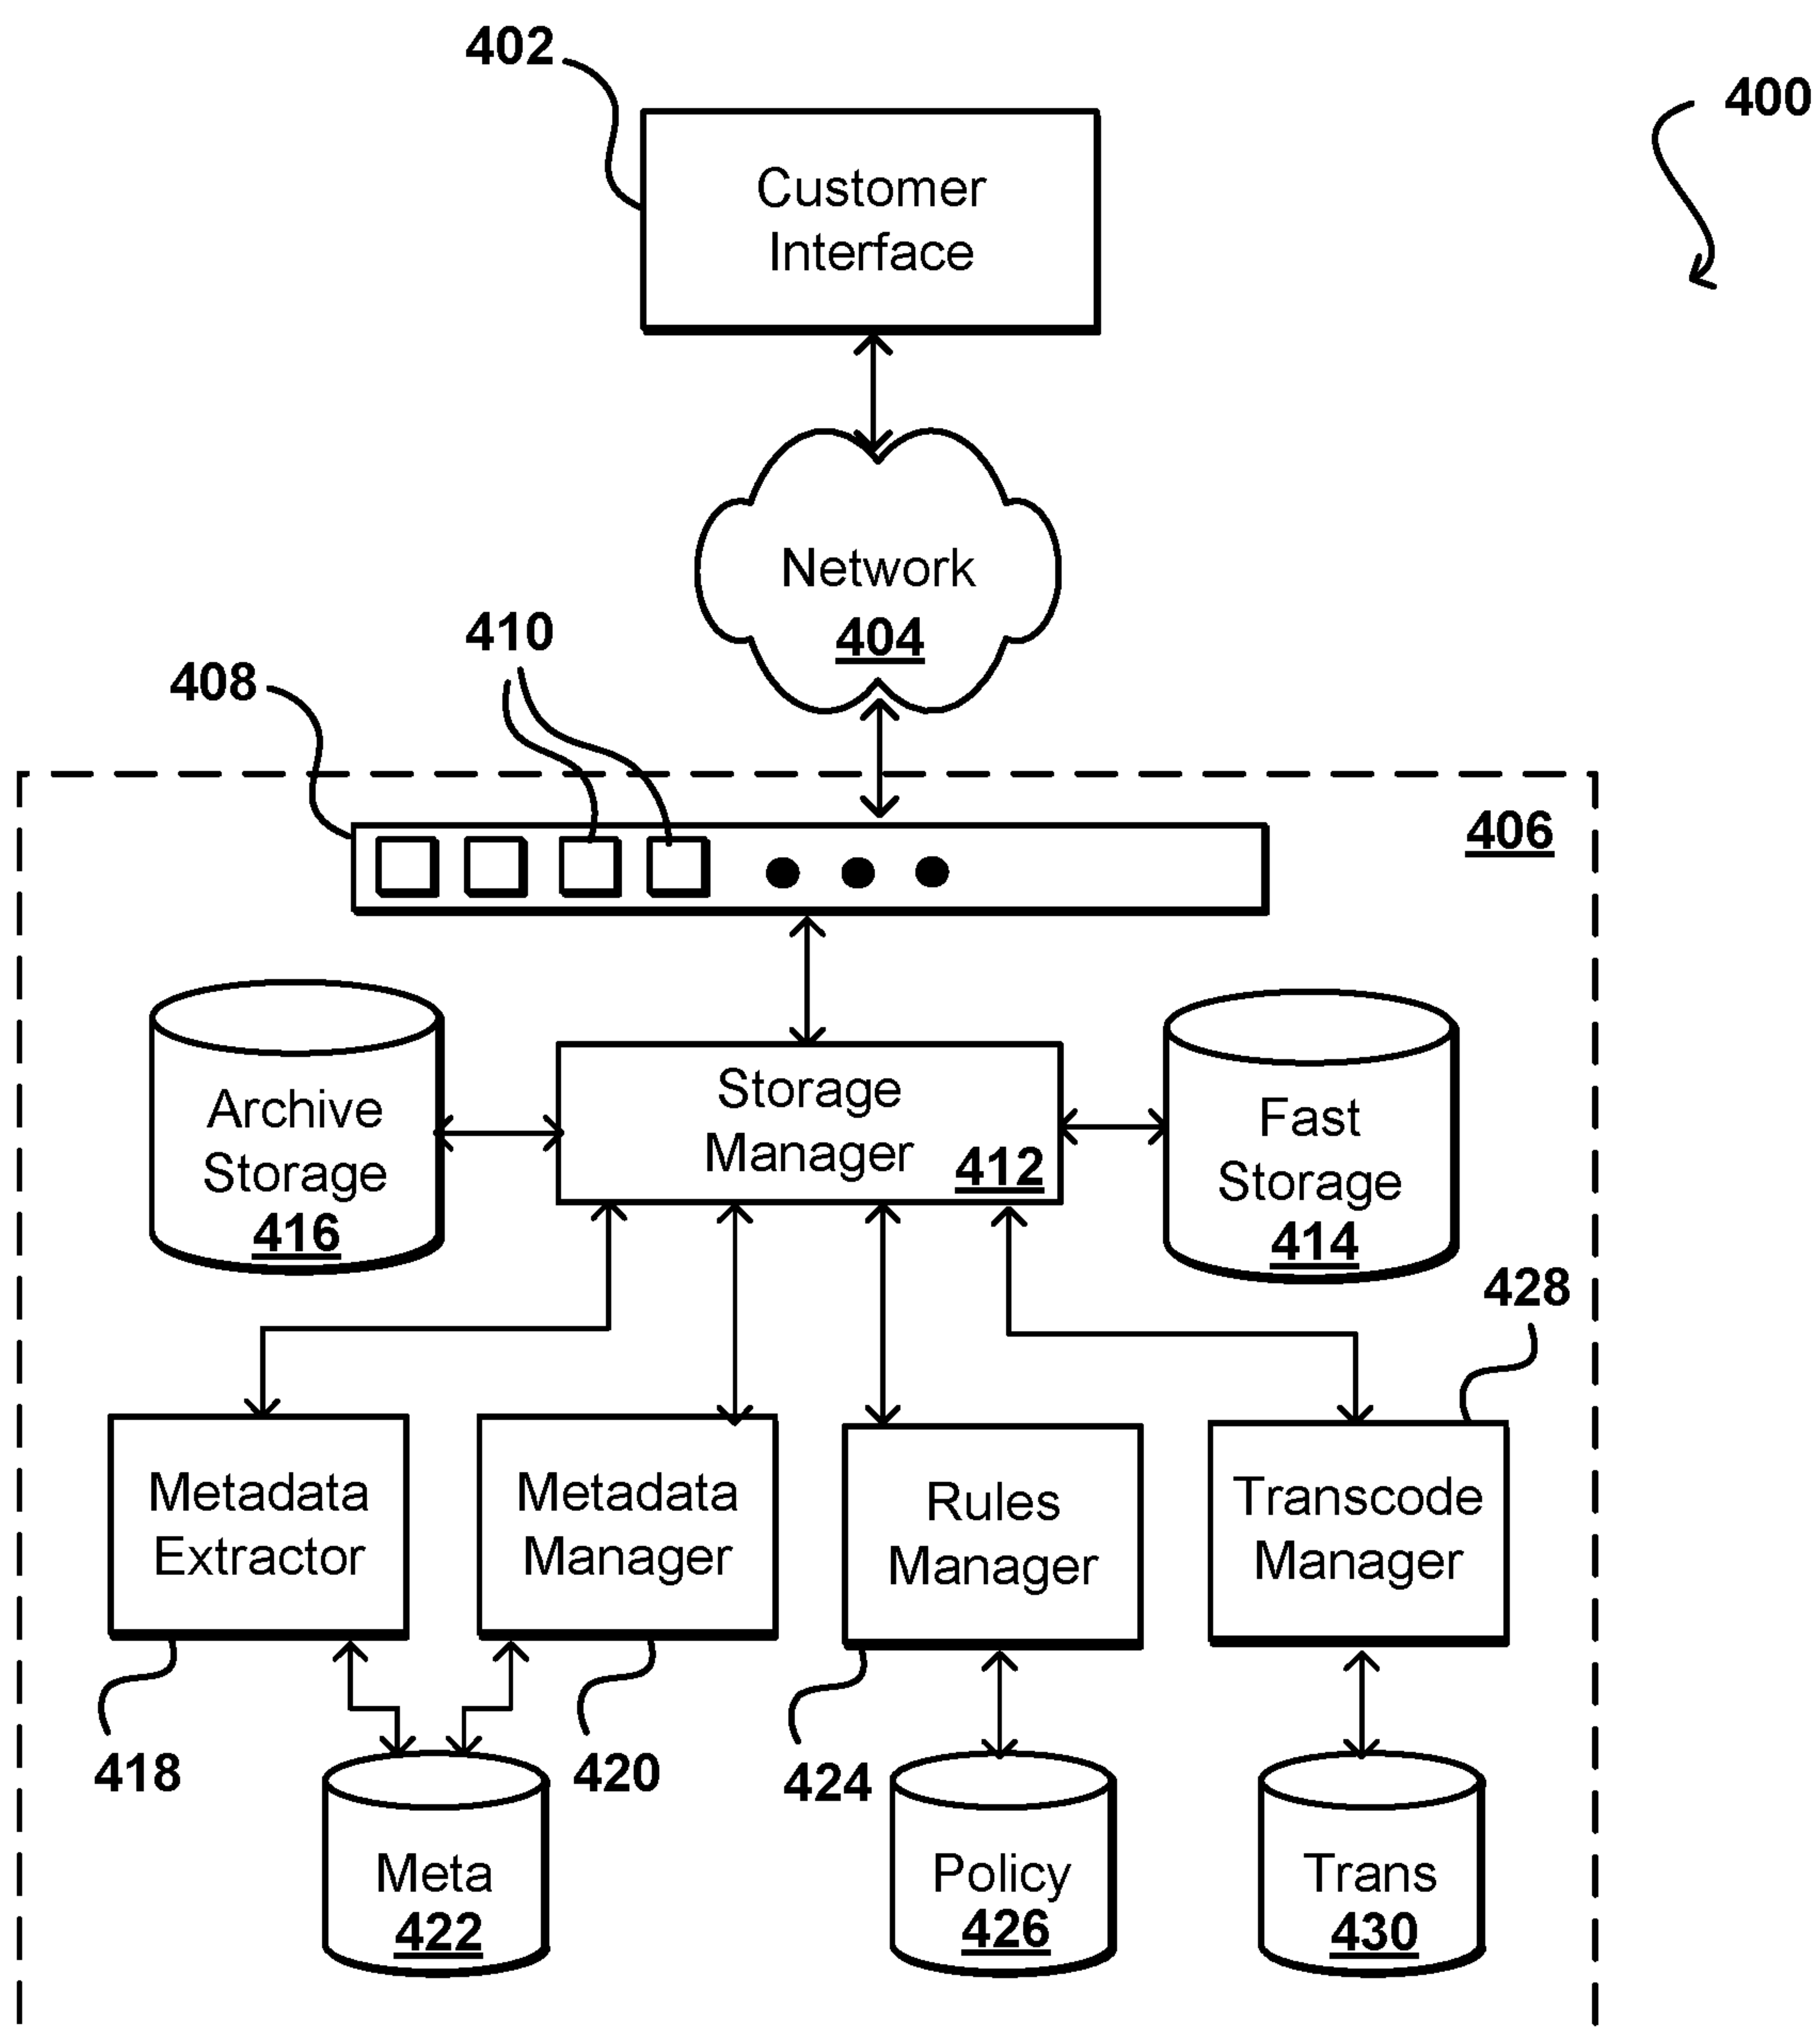 402
400
Customer
Interface
Network
404
410
408
406
Storage
Manager
412
Archive
Storage
416
Fast
Storage
414
428
Metadata
Extractor
Metadata
Manager
Rules
Manager
Transcode
Manager
418
420
424
Meta
422
Policy
426
Trans
430